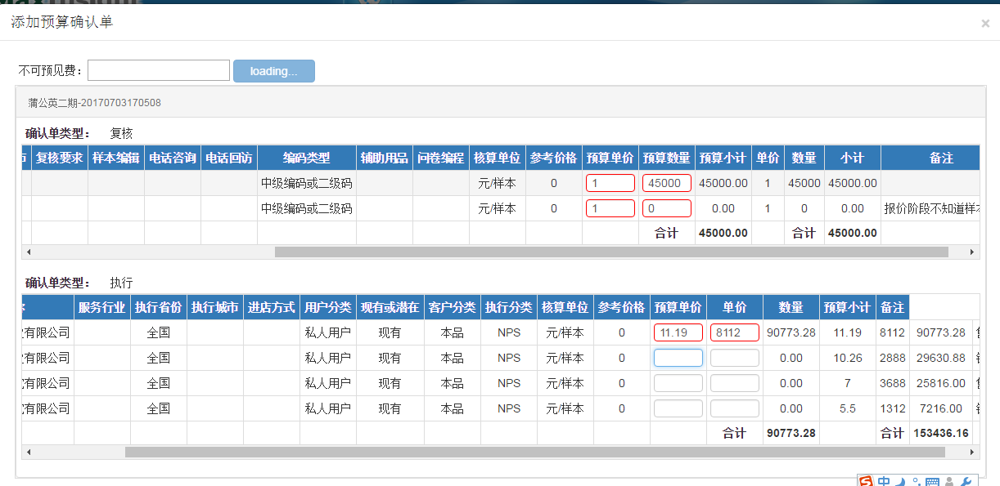 添加预算确认单 ×
不可预见费： loading...
蒲公英二期-20170703170508
确认单类型： 复核
复核要求 样本编辑 电话咨询 电话回访 编码类型 辅助用品 问卷编程 核算单位 参考价格 预算单价 预算数量 预算小计 单价 数量 小计 备注
中级编码或二级码 元/样本 0 1 45000 45000.00 1 45000 45000.00
中级编码或二级码 元/样本 0 1 0 0.00 1 0 0.00 报价阶段不知道样本
合计 45000.00 合计 45000.00
确认单类型： 执行
服务行业 执行省份 执行城市 进店方式 用户分类 现有或潜在 客户分类 执行分类 核算单位 参考价格 预算单价 单价 数量 预算小计 备注
有限公司 全国 私人用户 现有 本品 NPS 元/样本 0 11.19 8112 90773.28 11.19 8112 90773.28
有限公司 全国 私人用户 现有 本品 NPS 元/样本 0 0.00 10.26 2888 29630.88
有限公司 全国 私人用户 现有 本品 NPS 元/样本 0 0.00 7 3688 25816.00
有限公司 全国 私人用户 现有 本品 NPS 元/样本 0 0.00 5.5 1312 7216.00
合计 90773.28 合计 153436.16
中